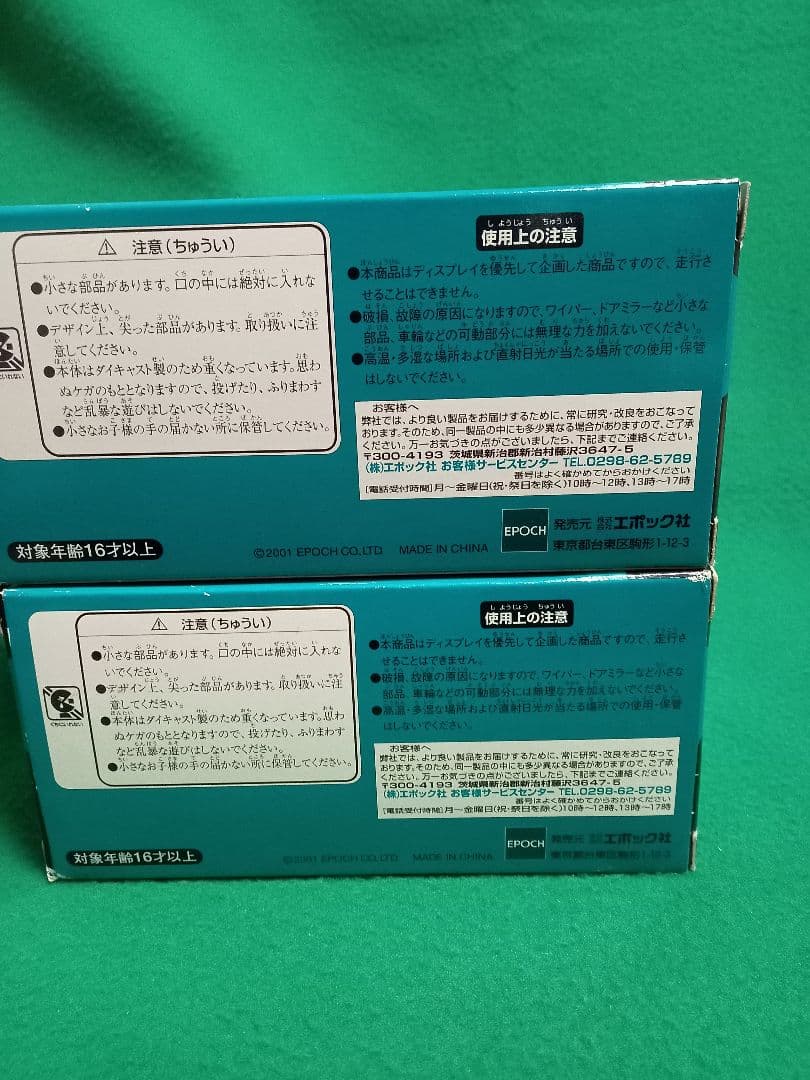 ⚠ 注意(ちゅうい)
●小さな部品があります。口の中には絶対に入れな
いでください。
●デザイン上、尖った部品があります。取り扱いに注
意してください。
●本体はダイキャスト製のため重くなっています。思わ
ぬケガのもととなりますので、投げたり、ふりまわす
など乱暴な遊びはしないでください。
●小さなお子様の手の届かない所に保管してください。
対象年齢16才以上
しようじょう ちゅうい
使用上の注意
●本商品はディスプレイを優先して企画した商品ですので、走行さ
せることはできません。
●破損、故障の原因になりますので、ワイパー、ドアミラーなど小さな
部品、車輪などの可動部分には無理な力を加えないでください。
●高温・多湿な場所および直射日光が当たる場所での使用・保管
はしないでください。
お客様へ
弊社では、より良い製品をお届けするために、常に研究・改良をおこなって
おります。そのため、同一製品の中にも多少異なる場合がありますので、ご了承
ください。万一お気づきの点がございましたら、下記までご連絡ください。
〒300-4193 茨城県新治郡新治村藤沢3647-5
(株)エポック社 お客様サービスセンター TEL.0298-62-5789
番号はよく確かめてからおかけください
[電話受付時間]月~金曜日(祝・祭日を除く)10時~12時、13時~17時
©2001 EPOCH CO., LTD. MADE IN CHINA
EPOCH
発売元 株式会社エポック社
東京都台東区駒形1-12-3
⚠ 注意(ちゅうい)
●小さな部品があります。口の中には絶対に入れな
いでください。
●デザイン上、尖った部品があります。取り扱いに注
意してください。
●本体はダイキャスト製のため重くなっています。思わ
ぬケガのもととなりますので、投げたり、ふりまわす
など乱暴な遊びはしないでください。
●小さなお子様の手の届かない所に保管してください。
くちにいれない
対象年齢16才以上
しようじょう ちゅうい
使用上の注意
●本商品はディスプレイを優先して企画した商品ですので、走行さ
せることはできません。
●破損、故障の原因になりますので、ワイパー、ドアミラーなど小さな
部品、車輪などの可動部分には無理な力を加えないでください。
●高温・多湿な場所および直射日光が当たる場所での使用・保管
はしないでください。
お客様へ
弊社では、より良い製品をお届けするために、常に研究・改良をおこなって
おります。そのため、同一商品の中にも多少異なる場合がありますので、ご了承
ください。万一お気づきの点がございましたら、下記までご連絡ください。
〒300-4193 茨城県新治郡新治村藤沢3647-5
(株)エポック社 お客様サービスセンター TEL.0298-62-5789
番号はよく確かめてからおかけください
[電話受付時間]月~金曜日(祝・祭日を除く)10時~12時、13時~17時
©2001 EPOCH CO., LTD. MADE IN CHINA
EPOCH
発売元 株式会社エポック社
東京都台東区駒形1-12-3